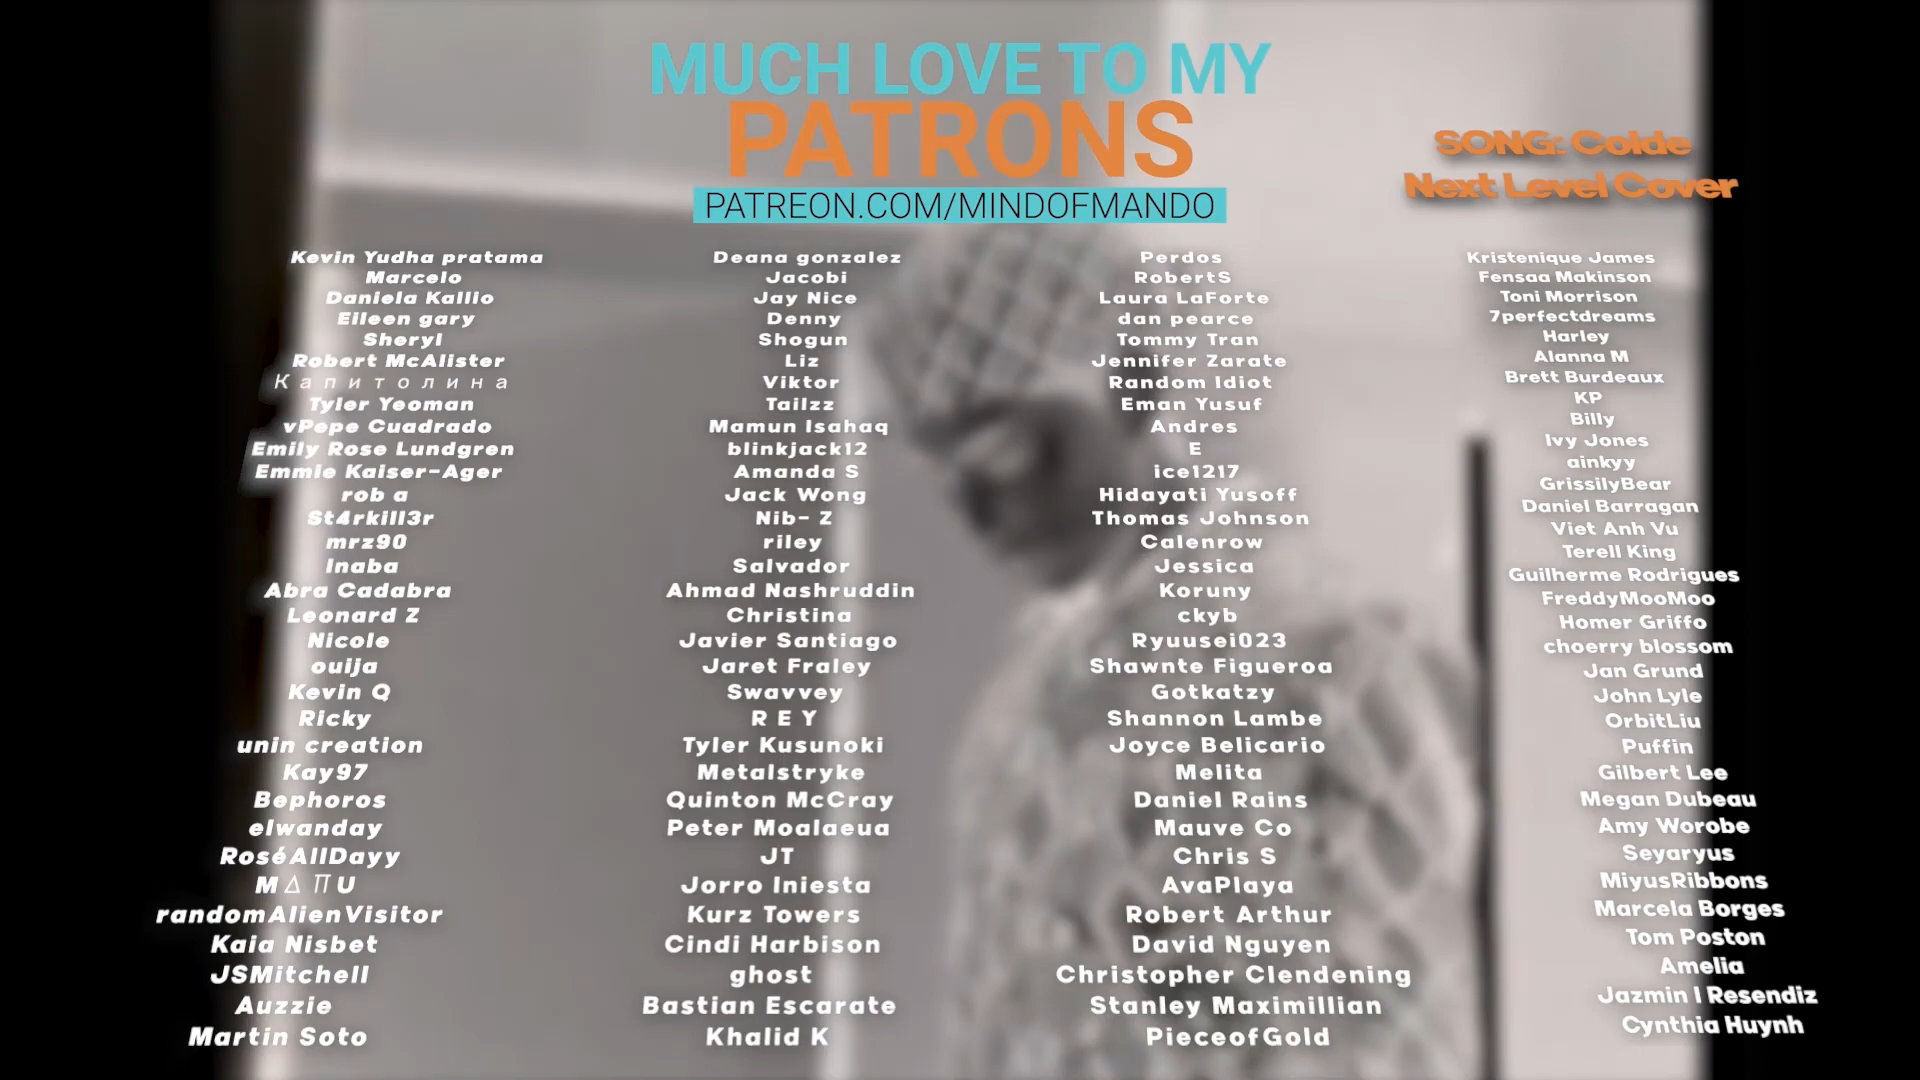 MUCH LOVE TO MY
PATRONS
PATREON.COM/MINDOFMANDO
SONG: Colde
Next Level Cover
Kevin Yudha pratama
Marcelo
Daniela Kallio
Eileen gary
Sheryl
Robert McAlister
Капитолина
Tyler Yeoman
vPepe Cuadrado
Emily Rose Lundgren
Emmie Kaiser-Ager
rob a
St4rkill3r
mrz90
Inaba
Abra Cadabra
Leonard Z
Nicole
ouija
Kevin Q
Ricky
unin creation
Kay97
Bephoros
elwanday
RoséAllDayy
M Δ Π U
randomAlienVisitor
Kaia Nisbet
JSMitchell
Auzzie
Martin Soto
Deana gonzalez
Jacobi
Jay Nice
Denny
Shogun
Liz
Viktor
Tailzz
Mamun Isahaq
blinkjack12
Amanda S
Jack Wong
Nib- Z
riley
Salvador
Ahmad Nashruddin
Christina
Javier Santiago
Jaret Fraley
Swavvey
R E Y
Tyler Kusunoki
Metalstryke
Quinton McCray
Peter Moalaeua
JT
Jorro Iniesta
Kurz Towers
Cindi Harbison
ghost
Bastian Escarate
Khalid K
Perdos
RobertS
Laura LaForte
dan pearce
Tommy Tran
Jennifer Zarate
Random Idiot
Eman Yusuf
Andres
E
ice1217
Hidayati Yusoff
Thomas Johnson
Calenrow
Jessica
Koruny
ckyb
Ryuusei023
Shawnte Figueroa
Gotkatzy
Shannon Lambe
Joyce Belicario
Melita
Daniel Rains
Mauve Co
Chris S
AvaPlaya
Robert Arthur
David Nguyen
Christopher Clendening
Stanley Maximillian
PieceofGold
Kristenique James
Fensaa Makinson
Toni Morrison
7perfectdreams
Harley
Alanna M
Brett Burdeaux
KP
Billy
Ivy Jones
ainkyy
GrissilyBear
Daniel Barragan
Viet Anh Vu
Terell King
Guilherme Rodrigues
FreddyMooMoo
Homer Griffo
choerry blossom
Jan Grund
John Lyle
OrbitLiu
Puffin
Gilbert Lee
Megan Dubeau
Amy Worobe
Seyaryus
MiyusRibbons
Marcela Borges
Tom Poston
Amelia
Jazmin I Resendiz
Cynthia Huynh